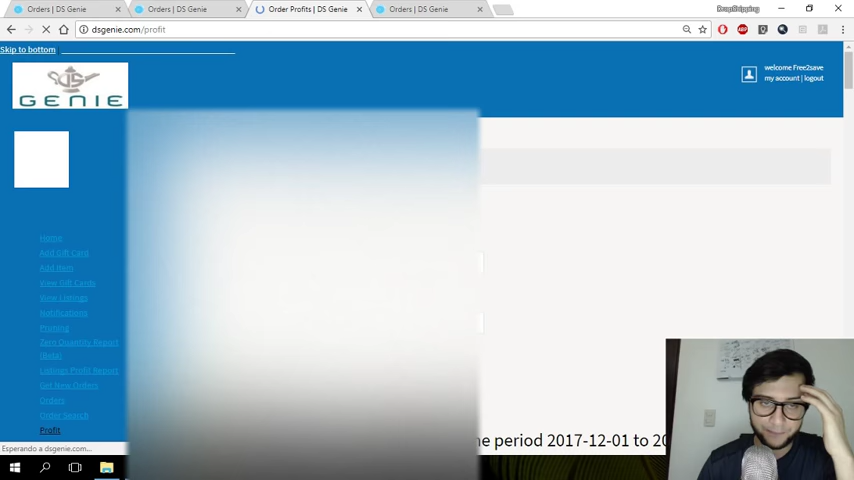 Orders | DS Genie
Orders | DS Genie
Order Profits | DS Genie
Orders | DS Genie
DropShipping
dsgenie.com/profit
Skip to bottom |
DS
GENIE
welcome Free2save
my account | logout
Home
Add Gift Card
Add Item
View Gift Cards
View Listings
Notifications
Pruning
Zero Quantity Report
(Beta)
Listings Profit Report
Get New Orders
Orders
Order Search
Profit
ne period 2017-12-01 to 20
Esperando a dsgenie.com...